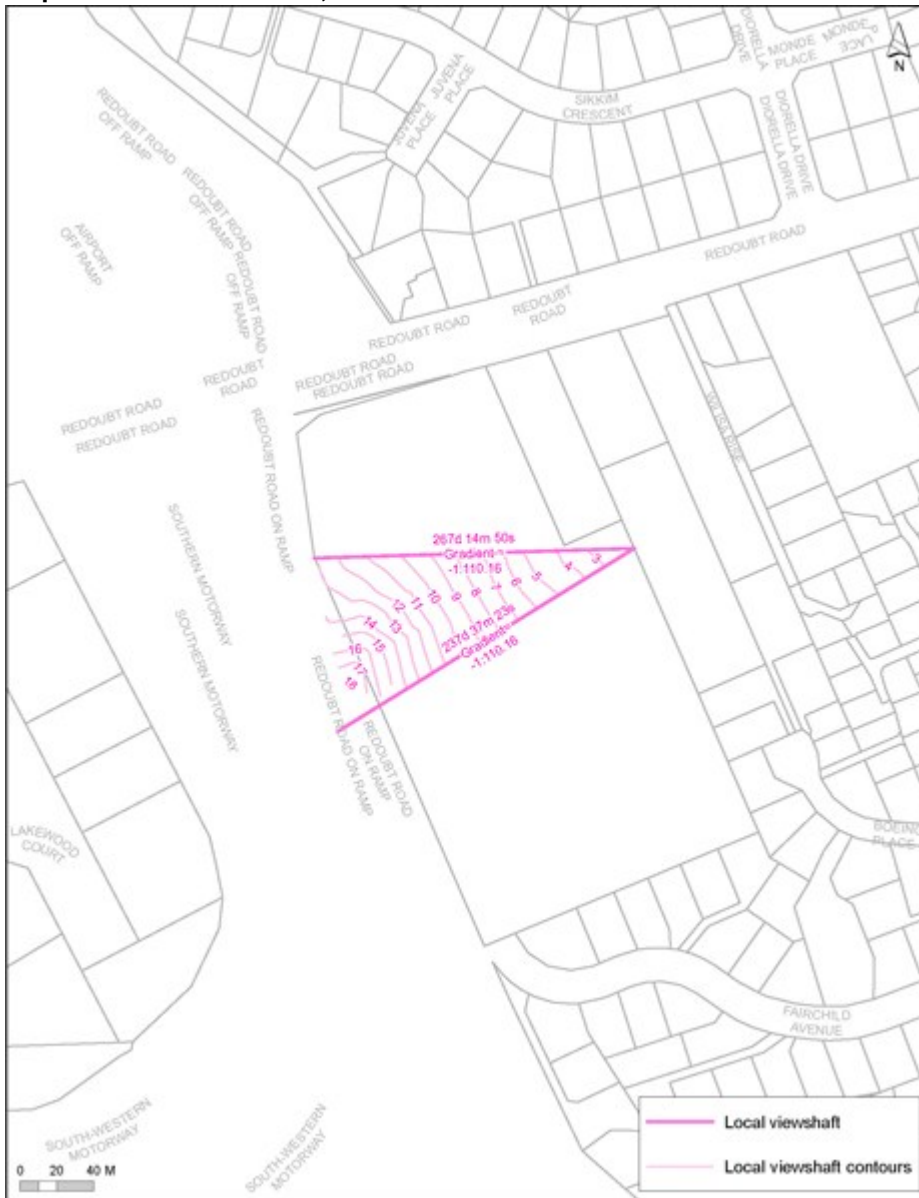 DIORELLA
DRIVE
MONDE
PLACE
MONDE
PLACE
N
JUVENA
PLACE
JUVENA
PLACE
SIKKIM
CRESCENT
DIORELLA DRIVE
DIORELLA DRIVE
REDOUBT ROAD
OFF RAMP
REDOUBT ROAD
OFF RAMP
REDOUBT ROAD
OFF RAMP
AIRPORT
OFF RAMP
REDOUBT ROAD
REDOUBT
ROAD
REDOUBT ROAD
REDOUBT ROAD
REDOUBT ROAD
REDOUBT
ROAD
REDOUBT ROAD
REDOUBT ROAD
REDOUBT ROAD ON RAMP
WILISA RISE
SOUTHERN MOTORWAY
SOUTHERN MOTORWAY
267d 14m 50s
Gradient =
-1:110.16
3
4
5
6
7
8
9
10
11
12
13
14
15
16
17
18
237d 37m 23s
Gradient=
-1:110.16
REDOUBT ROAD ON RAMP
REDOUBT ROAD
ON RAMP
LAKEWOOD
COURT
BOEING
PLACE
FAIRCHILD
AVENUE
SOUTH-WESTERN
MOTORWAY
SOUTH-WESTERN
MOTORWAY
0 20 40 M
Local viewshaft
Local viewshaft contours